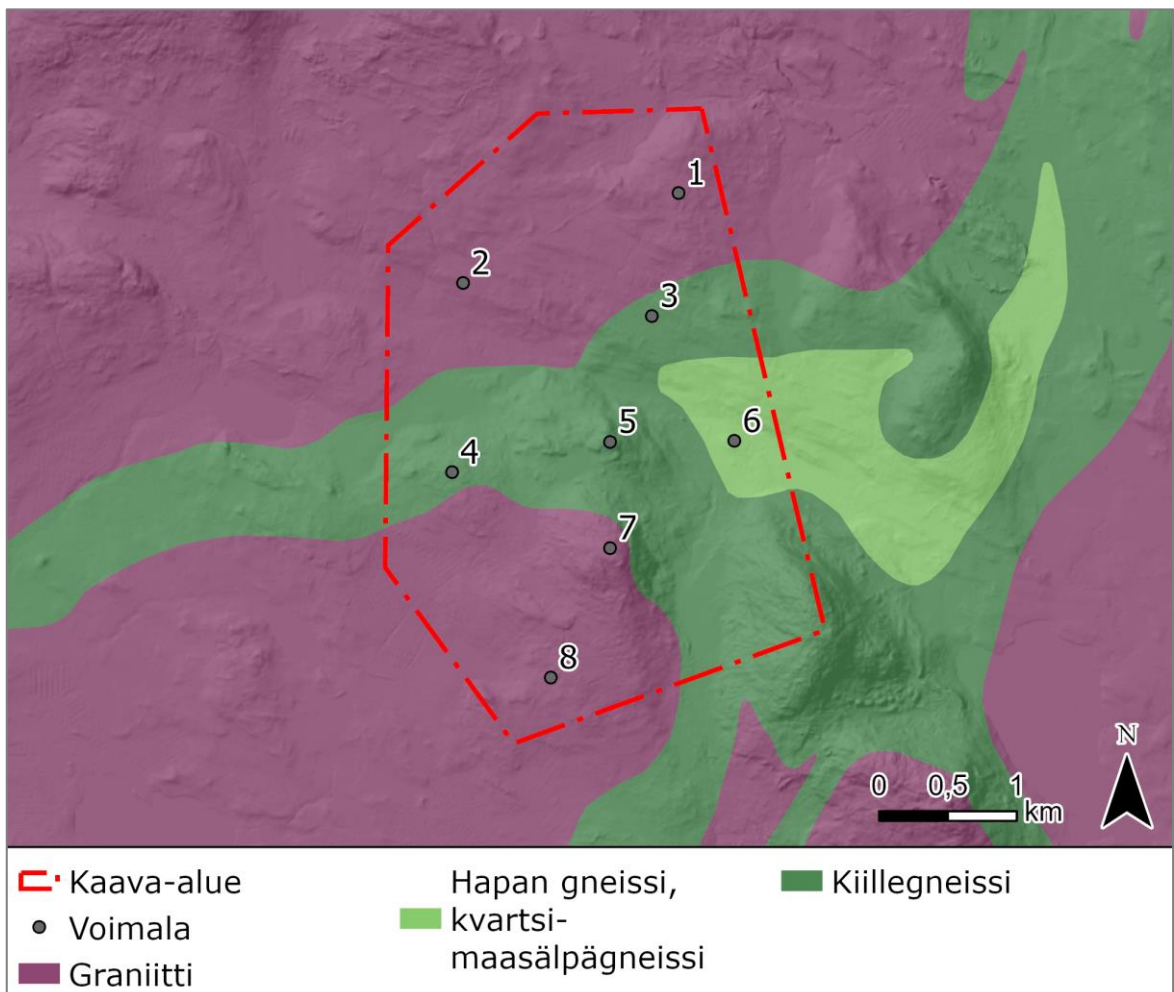 1
2
3
4
5
6
7
8
N
0 0,5 1
km
Kaava-alue
Voimala
Graniitti
Hapan gneissi,
kvartsi-
maasälpägneissi
Kiillegneissi